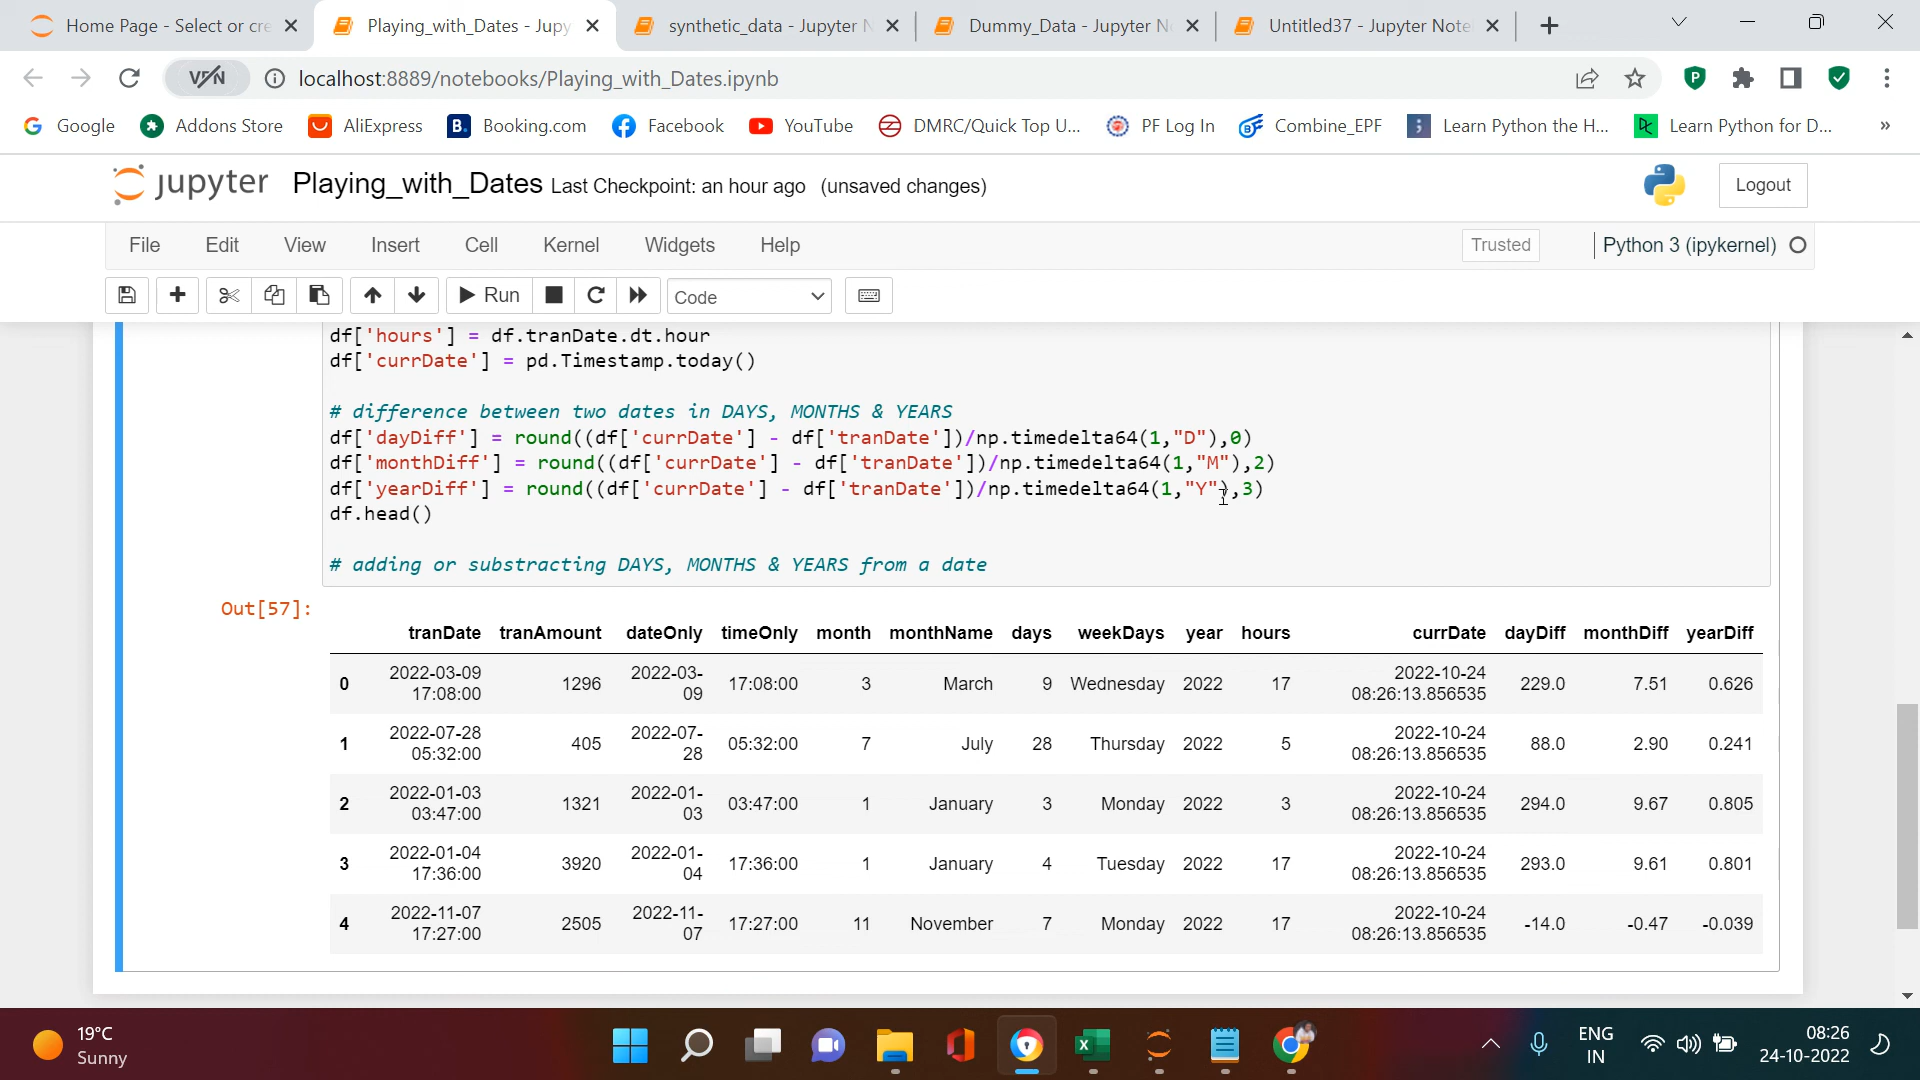 Home Page - Select or cre
Playing_with_Dates - Jupy
synthetic_data - Jupyter N
Dummy_Data - Jupyter N
Untitled37 - Jupyter Note
VPN
localhost:8889/notebooks/Playing_with_Dates.ipynb
Google
Addons Store
AliExpress
B.
Booking.com
Facebook
YouTube
DMRC/Quick Top U...
PF Log In
Combine_EPF
Learn Python the H...
Learn Python for D...
»
jupyter
Playing_with_Dates Last Checkpoint: an hour ago (unsaved changes)
Logout
File Edit View Insert Cell Kernel Widgets Help
Trusted
Python 3 (ipykernel)
Run
Code
df['hours'] = df.tranDate.dt.hour
df['currDate'] = pd.Timestamp.today()
# difference between two dates in DAYS, MONTHS & YEARS
df['dayDiff'] = round((df['currDate'] - df['tranDate'])/np.timedelta64(1,"D"),0)
df['monthDiff'] = round((df['currDate'] - df['tranDate'])/np.timedelta64(1,"M"),2)
df['yearDiff'] = round((df['currDate'] - df['tranDate'])/np.timedelta64(1,"Y"),3)
df.head()
# adding or substracting DAYS, MONTHS & YEARS from a date
Out[57]:
tranDate tranAmount dateOnly timeOnly month monthName days weekDays year hours currDate dayDiff monthDiff yearDiff
0 2022-03-09 17:08:00 1296 2022-03-09 17:08:00 3 March 9 Wednesday 2022 17 2022-10-24 08:26:13.856535 229.0 7.51 0.626
1 2022-07-28 05:32:00 405 2022-07-28 05:32:00 7 July 28 Thursday 2022 5 2022-10-24 08:26:13.856535 88.0 2.90 0.241
2 2022-01-03 03:47:00 1321 2022-01-03 03:47:00 1 January 3 Monday 2022 3 2022-10-24 08:26:13.856535 294.0 9.67 0.805
3 2022-01-04 17:36:00 3920 2022-01-04 17:36:00 1 January 4 Tuesday 2022 17 2022-10-24 08:26:13.856535 293.0 9.61 0.801
4 2022-11-07 17:27:00 2505 2022-11-07 17:27:00 11 November 7 Monday 2022 17 2022-10-24 08:26:13.856535 -14.0 -0.47 -0.039
19°C
Sunny
ENG
IN
08:26
24-10-2022